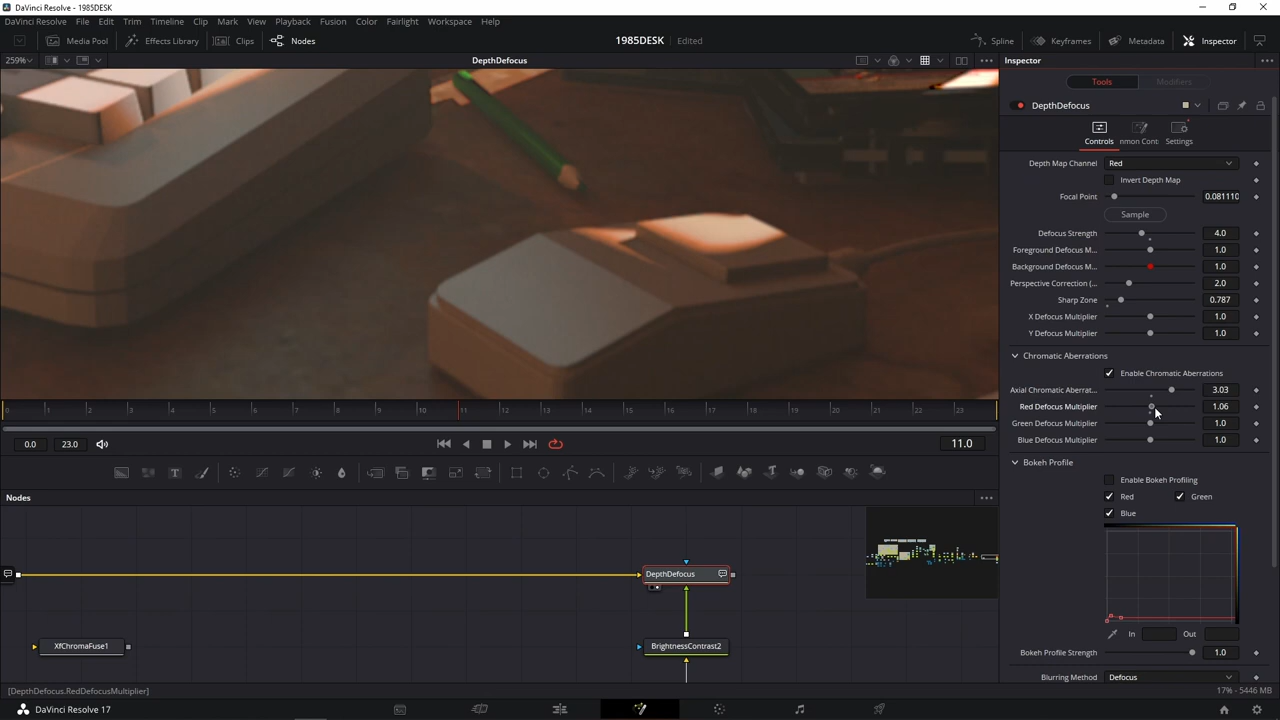 DaVinci Resolve - 1985DESK
DaVinci Resolve File Edit Trim Timeline Clip Mark View Playback Fusion Color Fairlight Workspace Help
Media Pool Effects Library Clips Nodes 1985DESK Edited Spline Keyframes Metadata Inspector
259% DepthDefocus Inspector
Tools Modifiers
DepthDefocus
Controls nmon Cont Settings
Depth Map Channel Red
Invert Depth Map
Focal Point 0.081110
Sample
Defocus Strength 4.0
Foreground Defocus M... 1.0
Background Defocus M... 1.0
Perspective Correction (... 2.0
Sharp Zone 0.787
X Defocus Multiplier 1.0
Y Defocus Multiplier 1.0
Chromatic Aberrations
Enable Chromatic Aberrations
Axial Chromatic Aberrat... 3.03
Red Defocus Multiplier 1.06
Green Defocus Multiplier 1.0
Blue Defocus Multiplier 1.0
Bokeh Profile
Enable Bokeh Profiling
Red Green
Blue
In Out
Bokeh Profile Strength 1.0
Blurring Method Defocus
0 1 2 3 4 5 6 7 8 9 10 11 12 13 14 15 16 17 18 19 20 21 22 23
0.0 23.0 11.0
Nodes
DepthDefocus
XfChromaFuse1 BrightnessContrast2
[DepthDefocus.RedDefocusMultiplier] 17% - 5446 MB
DaVinci Resolve 17